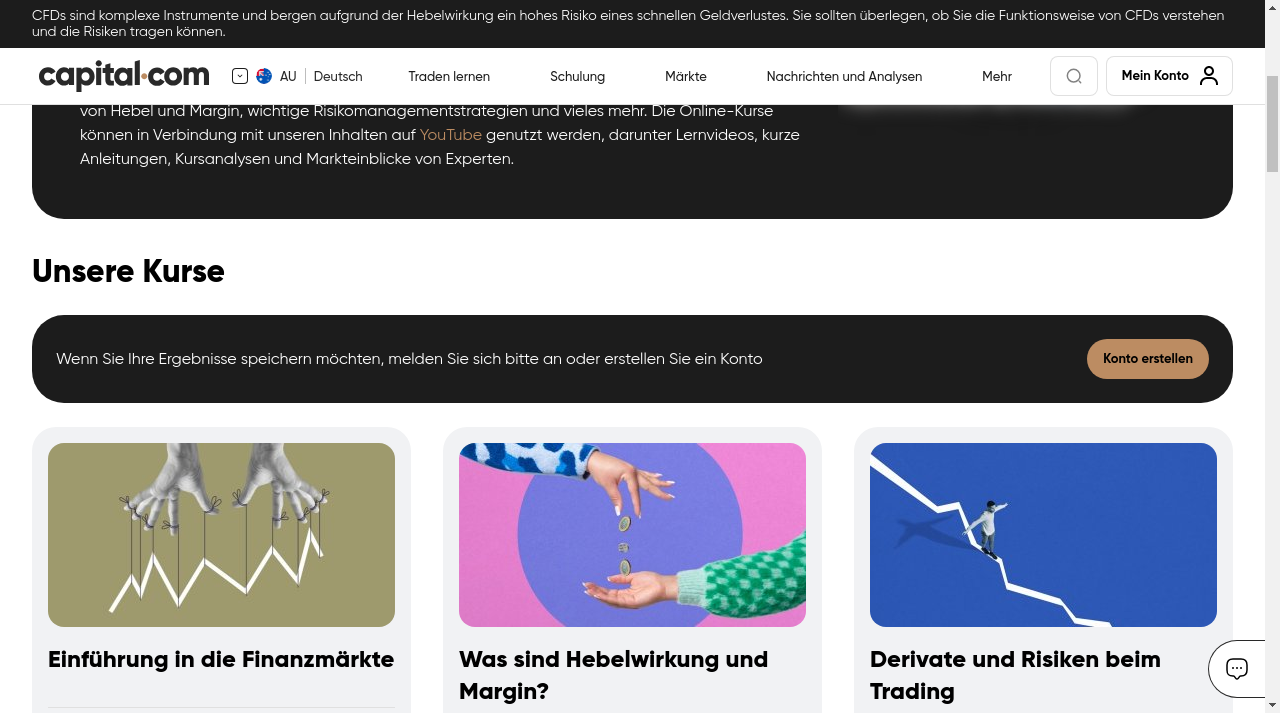 CFDs sind komplexe Instrumente und bergen aufgrund der Hebelwirkung ein hohes Risiko eines schnellen Geldverlustes. Sie sollten überlegen, ob Sie die Funktionsweise von CFDs verstehen
und die Risiken tragen können.
capital.com
AU
Deutsch
Traden lernen
Schulung
Märkte
Nachrichten und Analysen
Mehr
Mein Konto
von Hebel und Margin, wichtige Risikomanagementstrategien und vieles mehr. Die Online-Kurse
können in Verbindung mit unseren Inhalten auf YouTube genutzt werden, darunter Lernvideos, kurze
Anleitungen, Kursanalysen und Markteinblicke von Experten.
Unsere Kurse
Wenn Sie Ihre Ergebnisse speichern möchten, melden Sie sich bitte an oder erstellen Sie ein Konto
Konto erstellen
Einführung in die Finanzmärkte
Was sind Hebelwirkung und
Margin?
Derivate und Risiken beim
Trading